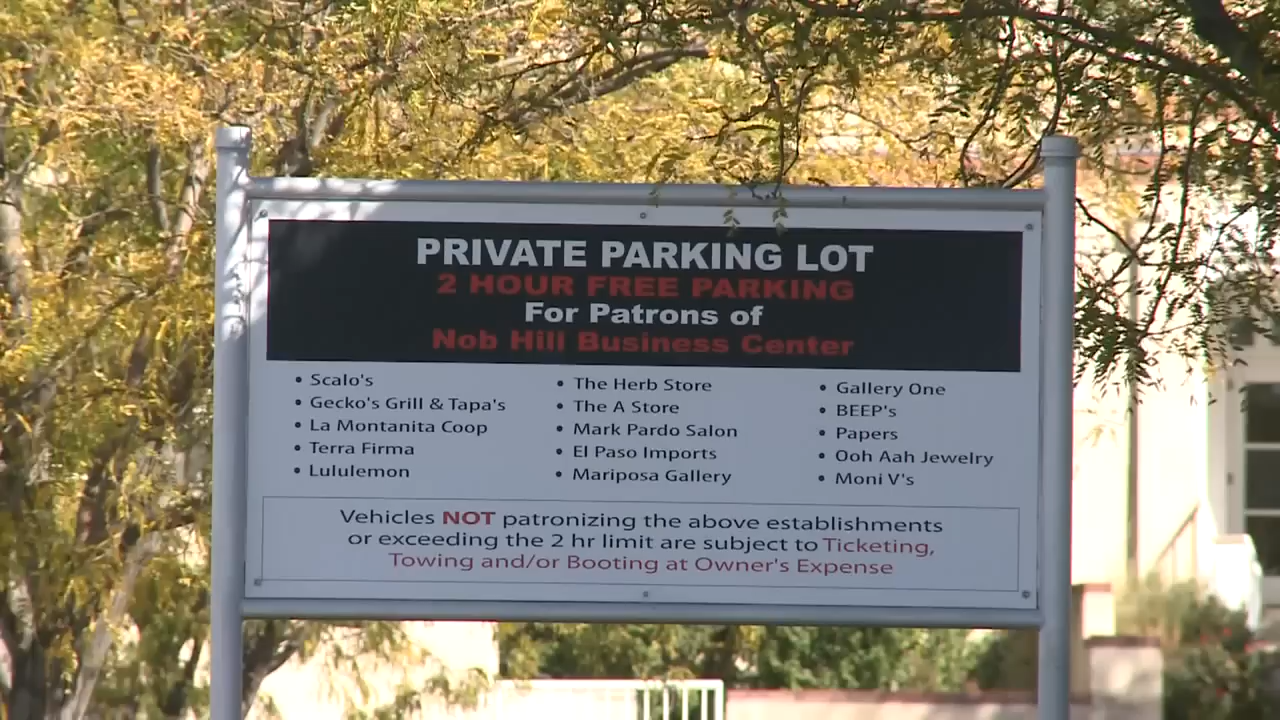 PRIVATE PARKING LOT
2 HOUR FREE PARKING
For Patrons of
Nob Hill Business Center
• Scalo's
• Gecko's Grill & Tapa's
• La Montanita Coop
• Terra Firma
• Lululemon
• The Herb Store
• The A Store
• Mark Pardo Salon
• El Paso Imports
• Mariposa Gallery
• Gallery One
• BEEP's
• Papers
• Ooh Aah Jewelry
• Moni V's
Vehicles NOT patronizing the above establishments
or exceeding the 2 hr limit are subject to Ticketing,
Towing and/or Booting at Owner's Expense